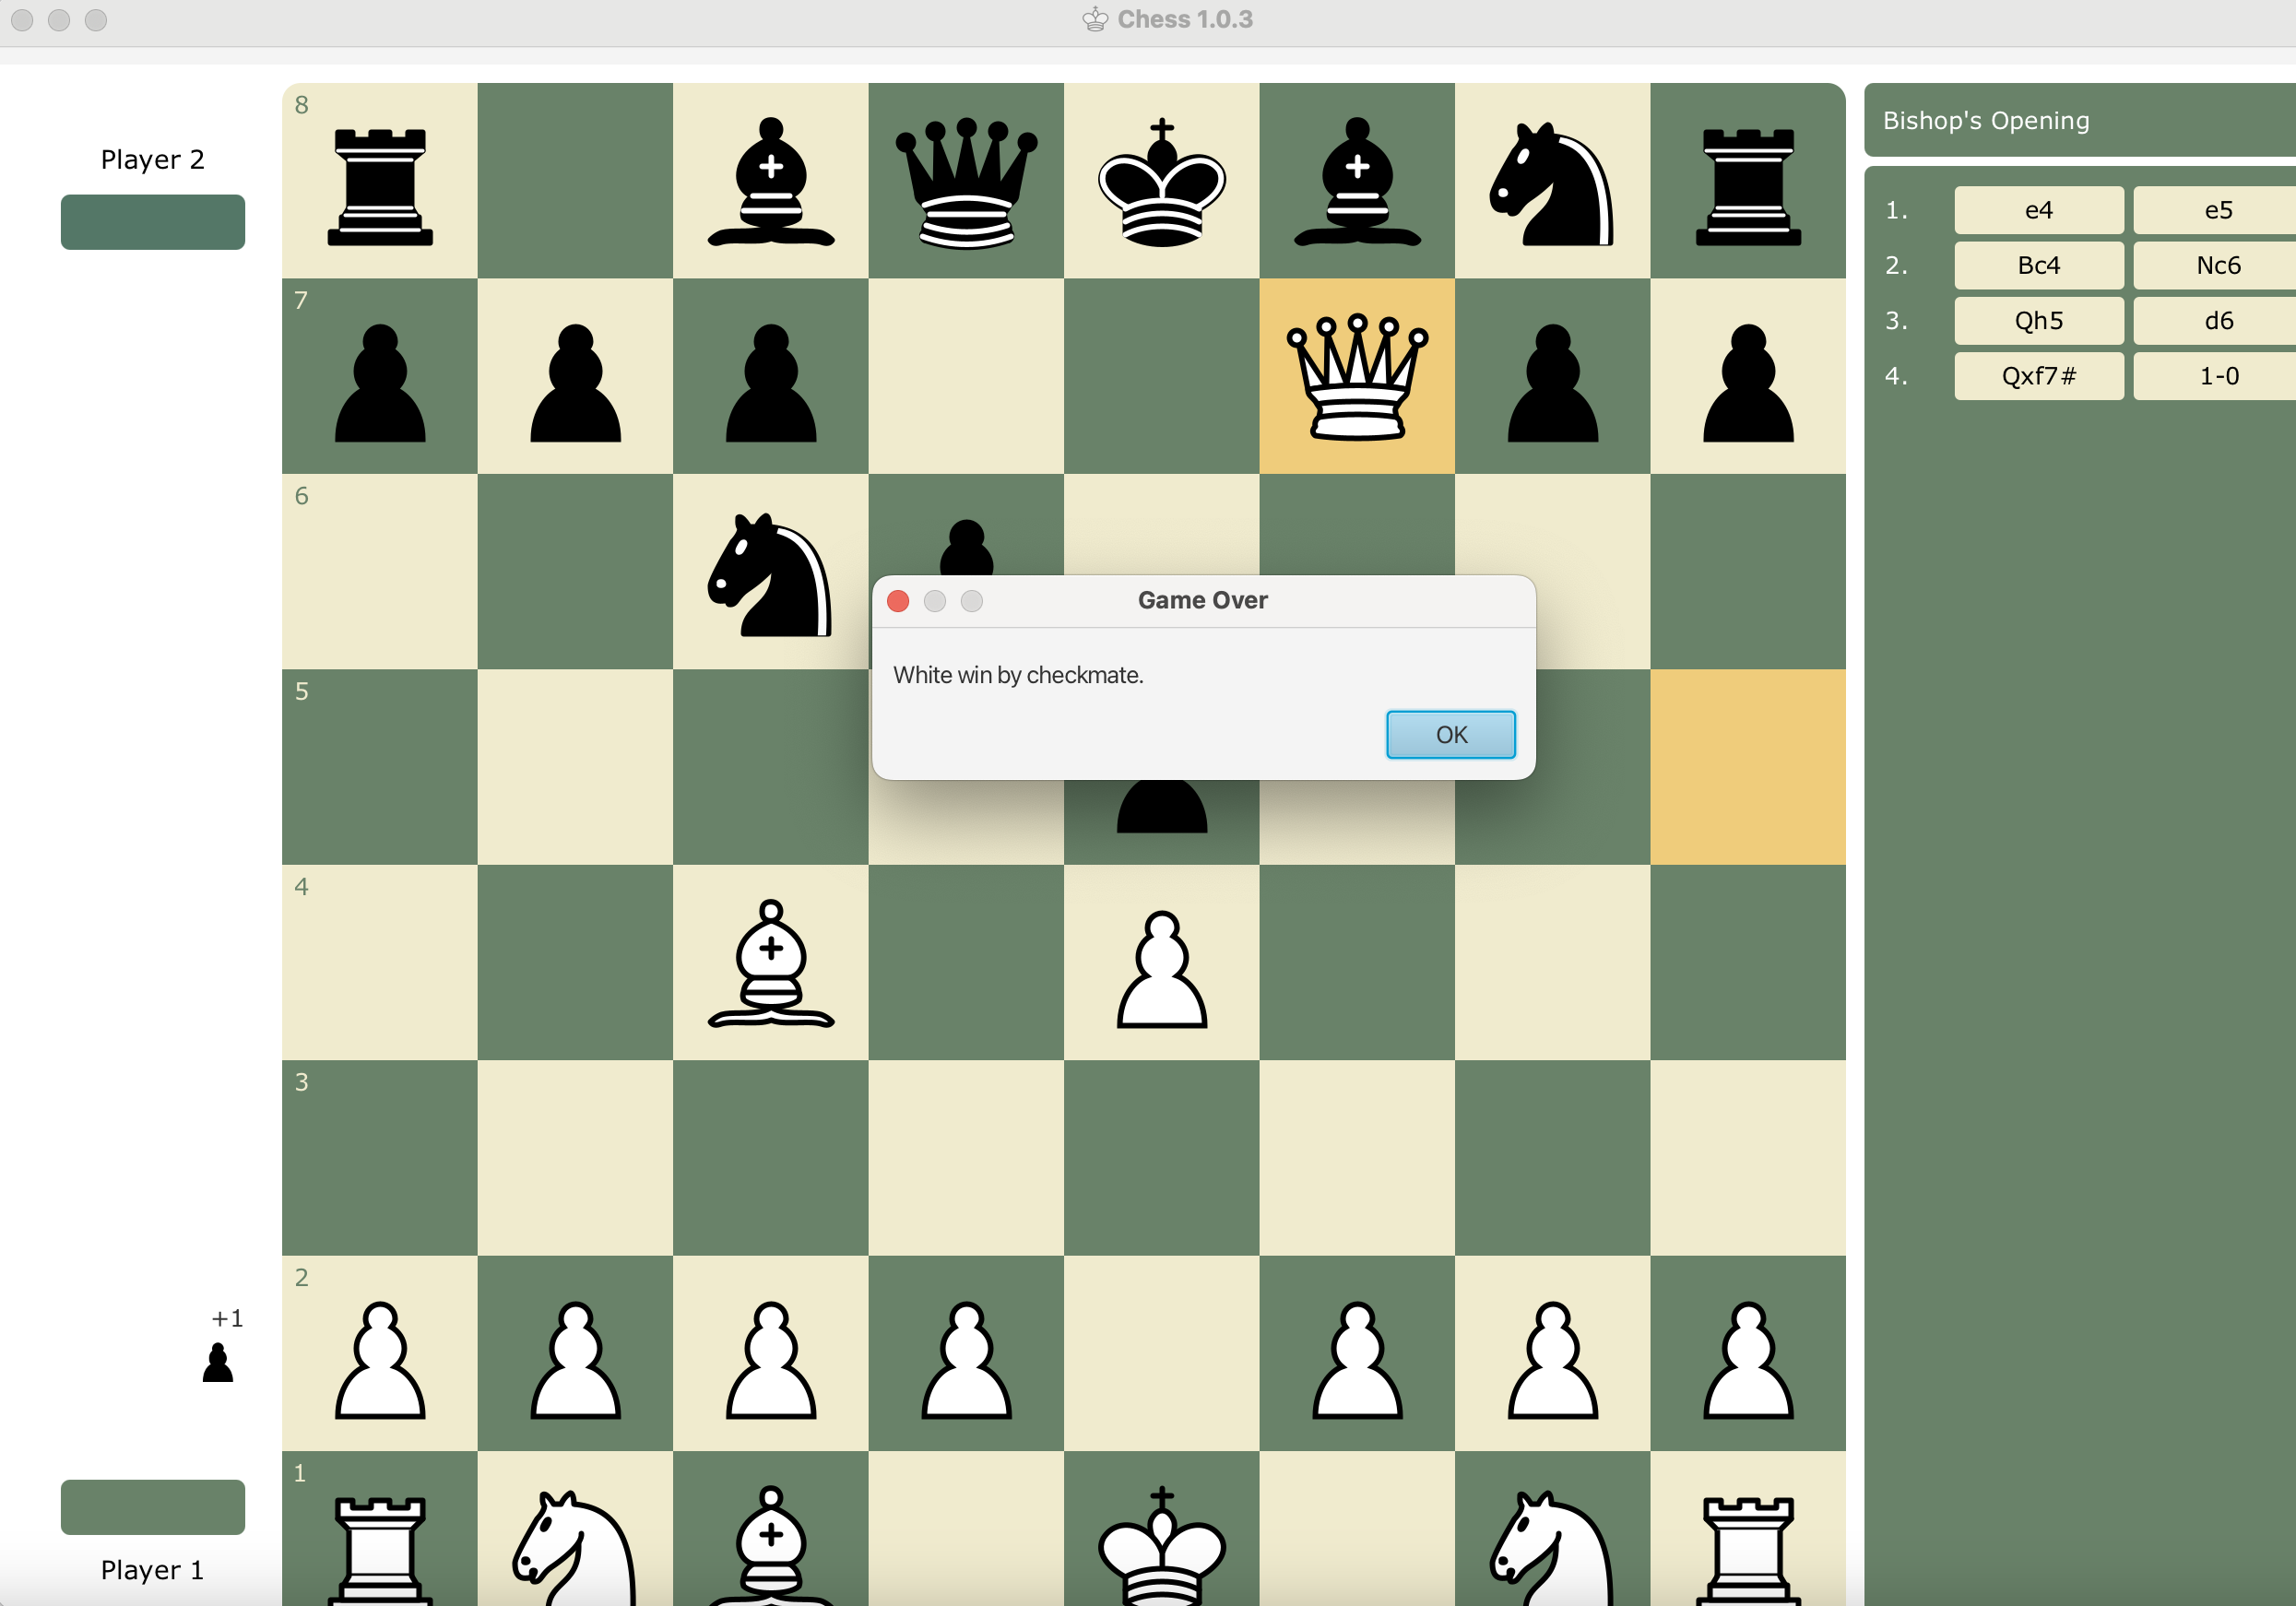 Chess 1.0.3
Player 2
8
7
6
5
4
3
2
1
Bishop's Opening
1. e4 e5
2. Bc4 Nc6
3. Qh5 d6
4. Qxf7# 1-0
Game Over
White win by checkmate.
OK
+1
Player 1